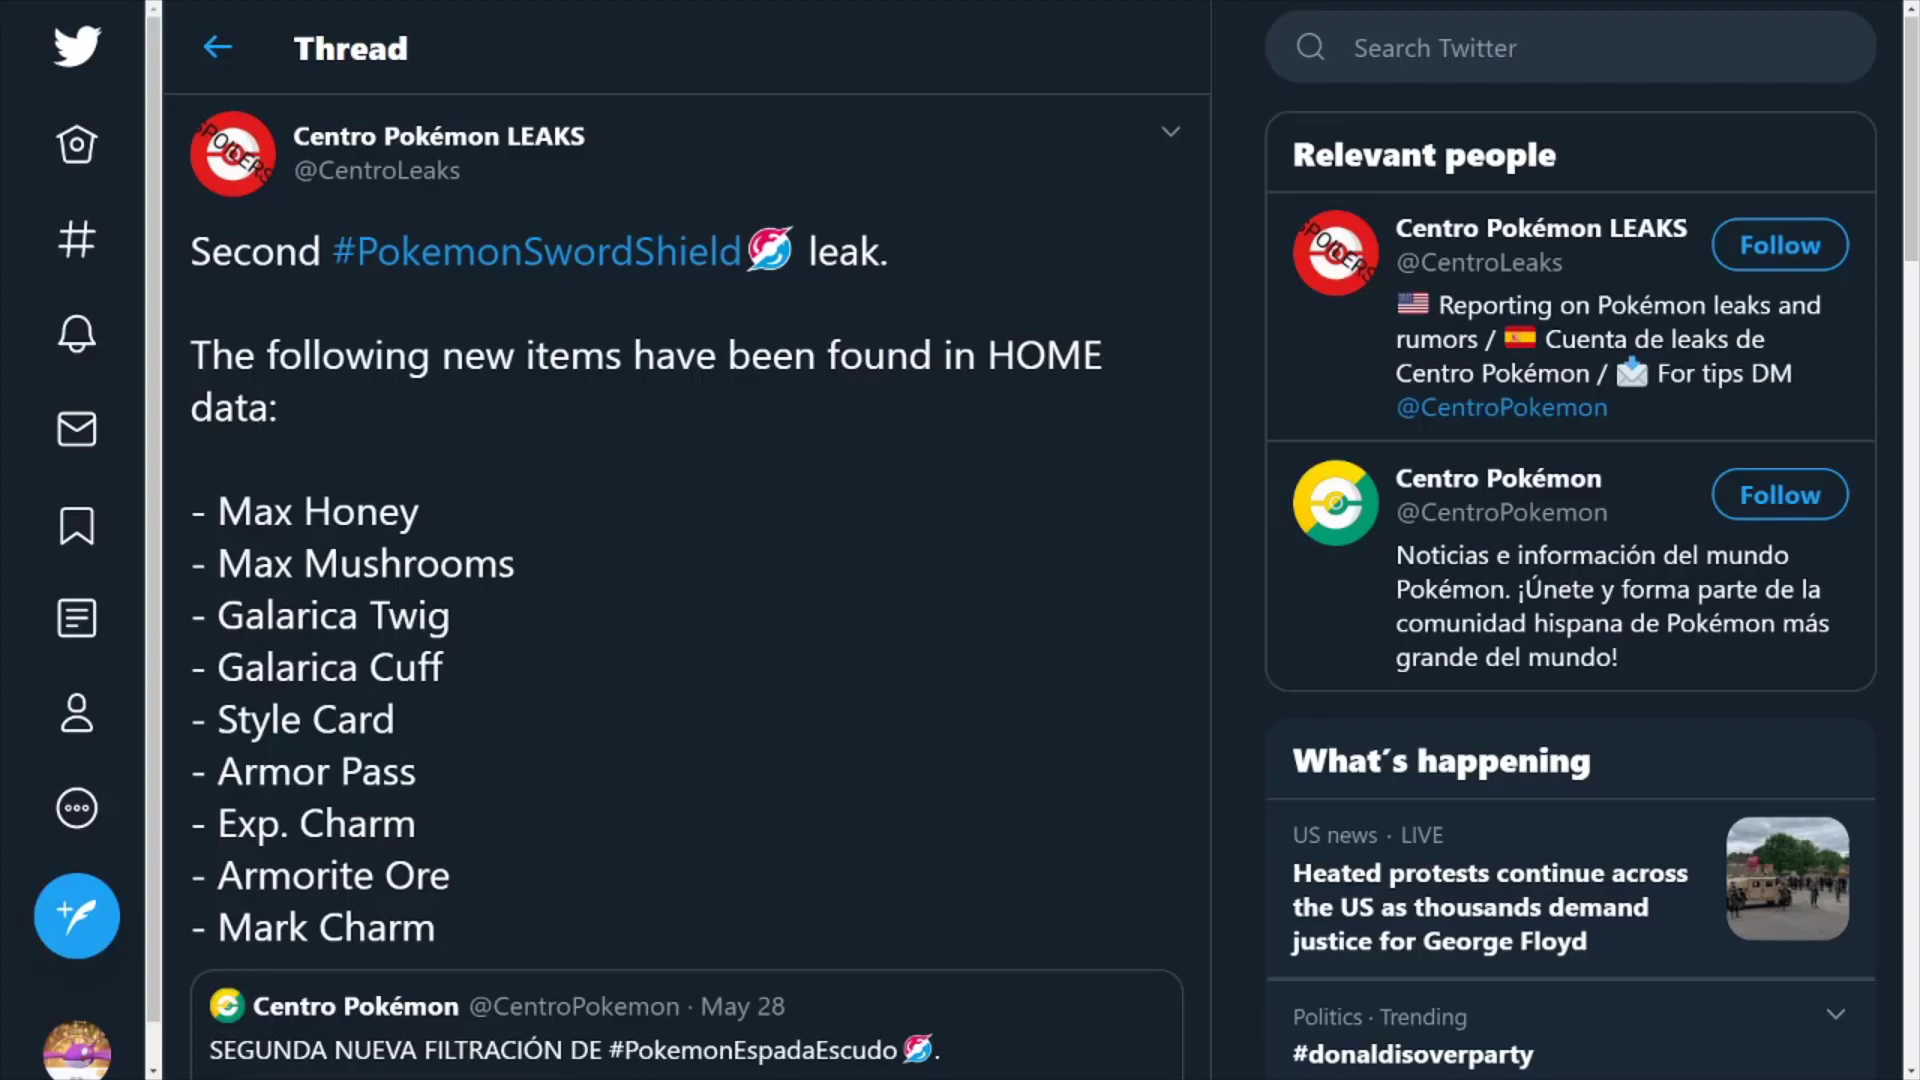 Thread
SPOILERS
Centro Pokémon LEAKS
@CentroLeaks
Second #PokemonSwordShield leak.
The following new items have been found in HOME
data:
- Max Honey
- Max Mushrooms
- Galarica Twig
- Galarica Cuff
- Style Card
- Armor Pass
- Exp. Charm
- Armorite Ore
- Mark Charm
Centro Pokémon @CentroPokemon · May 28
SEGUNDA NUEVA FILTRACIÓN DE #PokemonEspadaEscudo.
Search Twitter
Relevant people
SPOILERS
Centro Pokémon LEAKS
@CentroLeaks
Follow
🇺🇸 Reporting on Pokémon leaks and
rumors / 🇪🇸 Cuenta de leaks de
Centro Pokémon / 📩 For tips DM
@CentroPokemon
Centro Pokémon
@CentroPokemon
Follow
Noticias e información del mundo
Pokémon. ¡Únete y forma parte de la
comunidad hispana de Pokémon más
grande del mundo!
What´s happening
US news · LIVE
Heated protests continue across
the US as thousands demand
justice for George Floyd
Politics · Trending
#donaldisoverparty